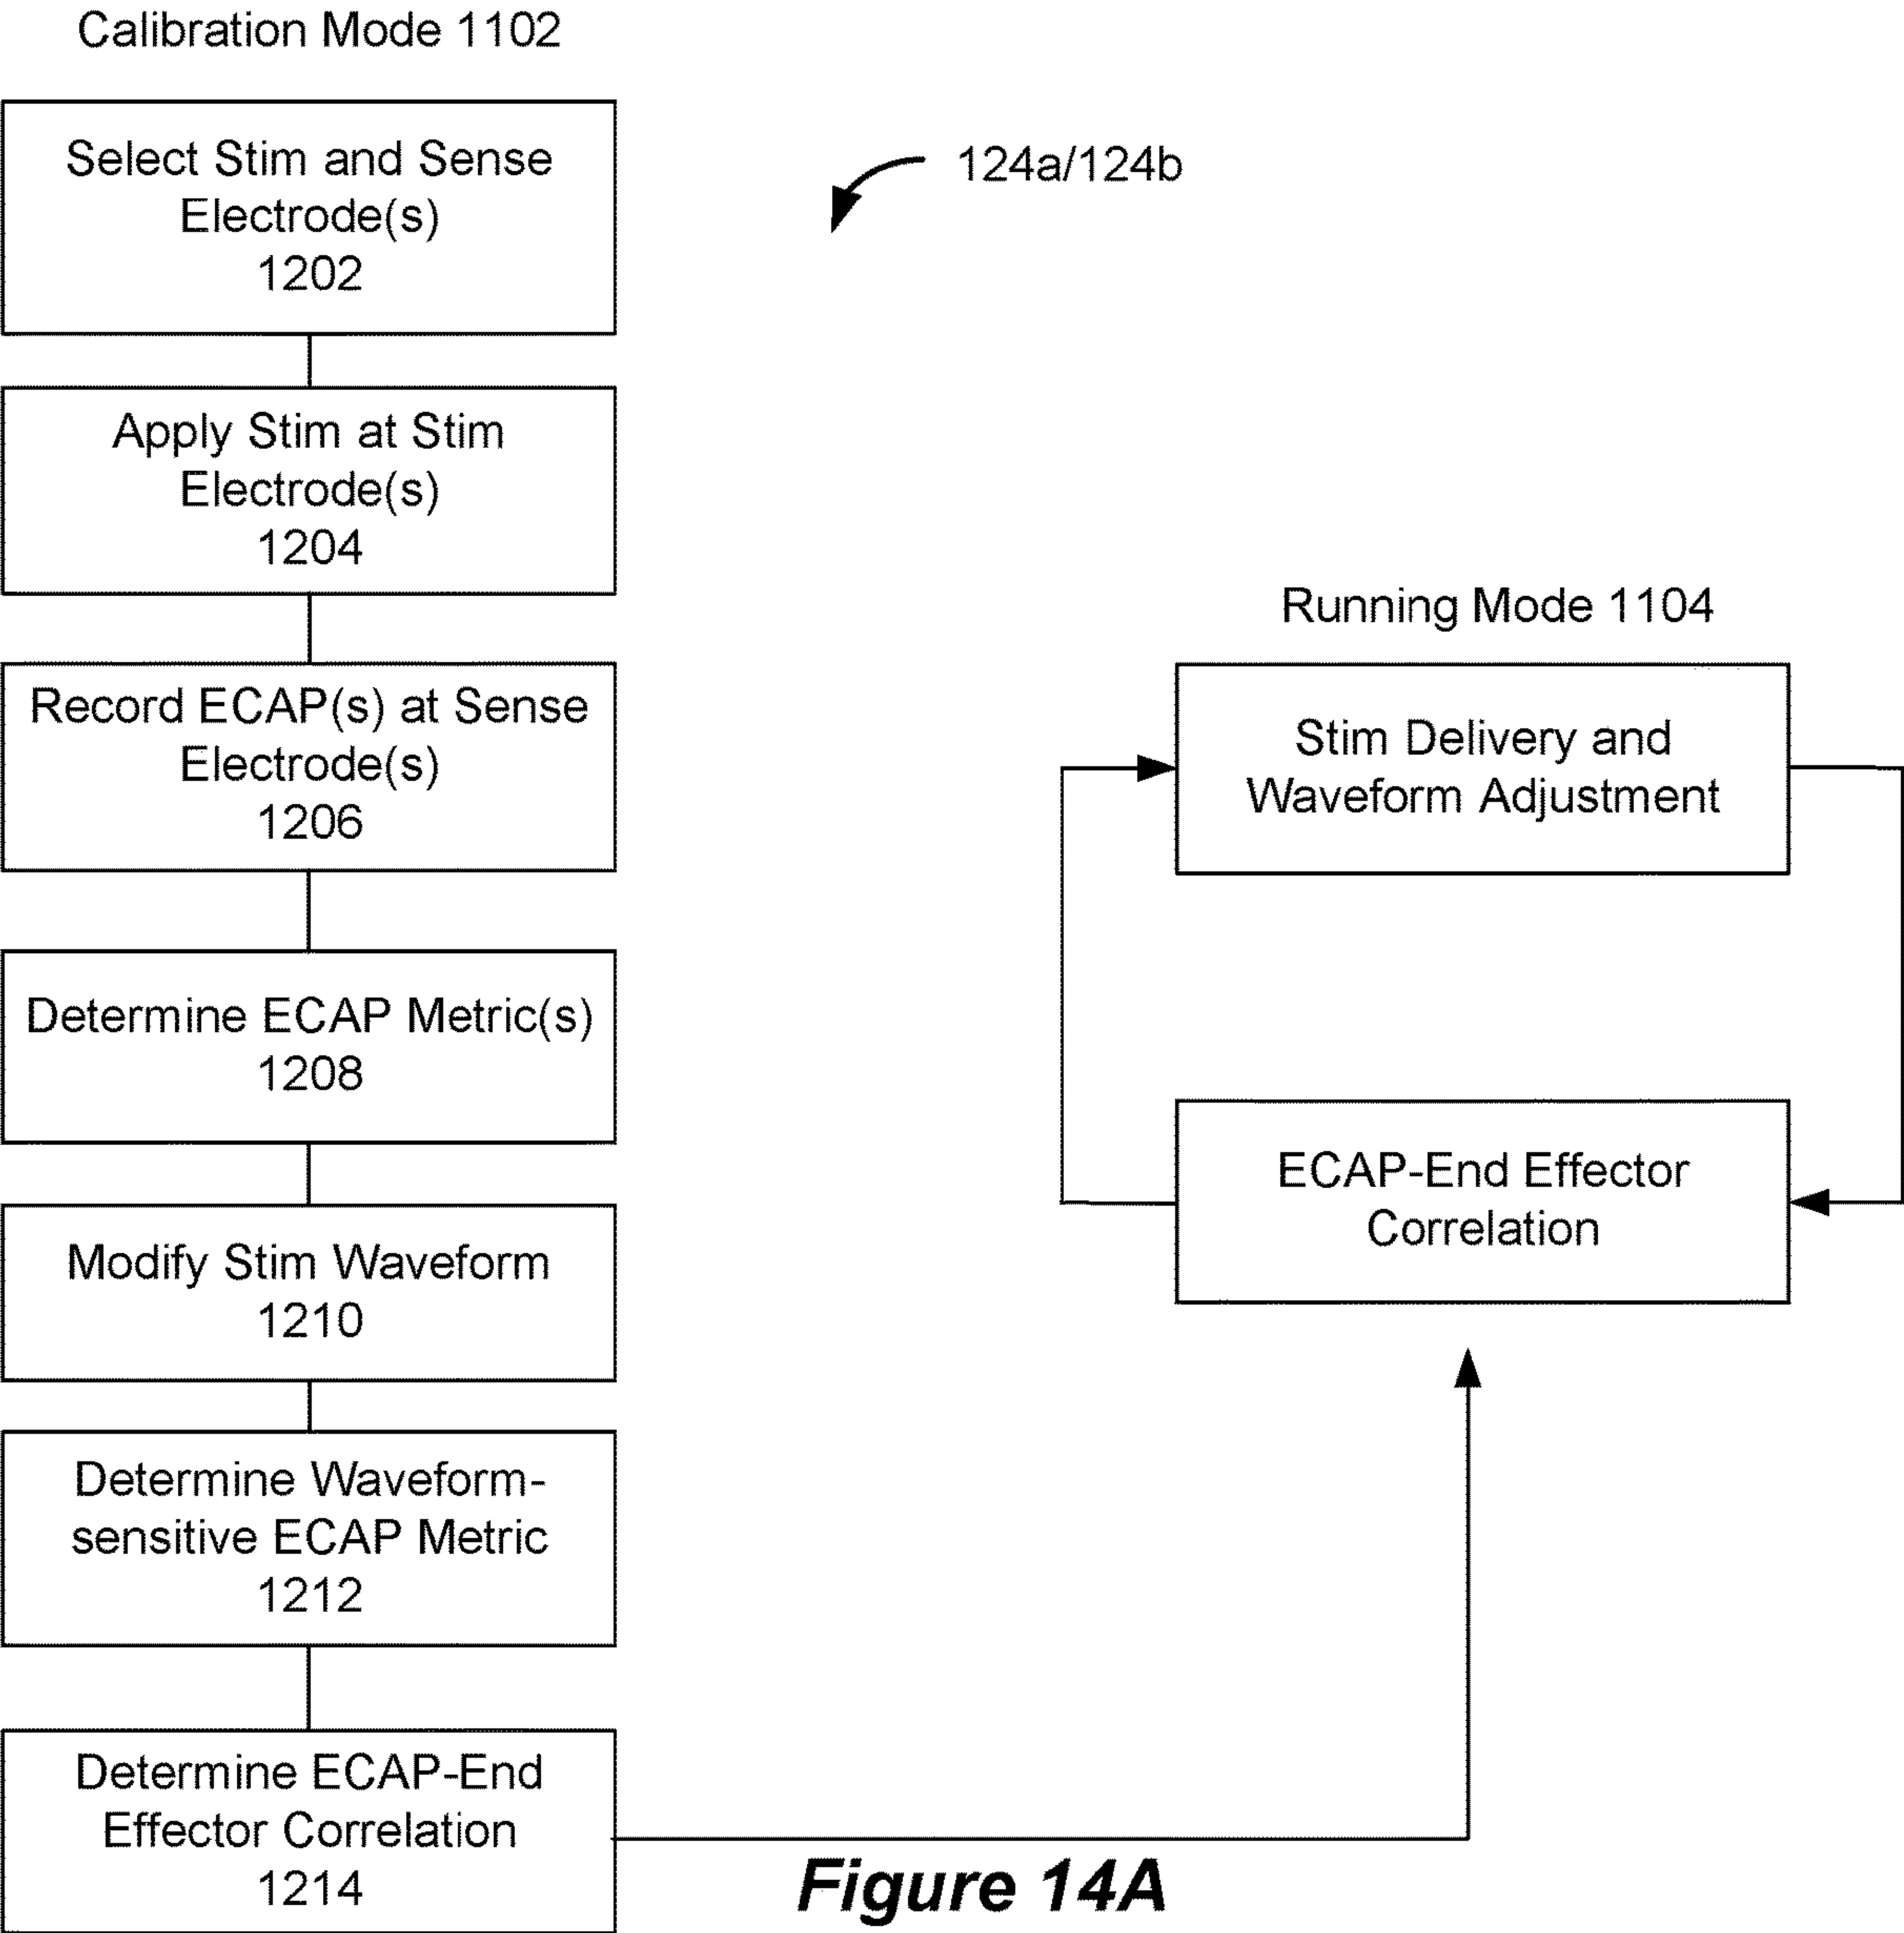 Calibration Mode 1102
Select Stim and Sense
Electrode(s)
1202
124a/124b
Apply Stim at Stim
Electrode(s)
1204
Record ECAP(s) at Sense
Electrode(s)
1206
Determine ECAP Metric(s)
1208
Modify Stim Waveform
1210
Determine Waveform-
sensitive ECAP Metric
1212
Determine ECAP-End
Effector Correlation
1214
Running Mode 1104
Stim Delivery and
Waveform Adjustment
ECAP-End Effector
Correlation
Figure 14A